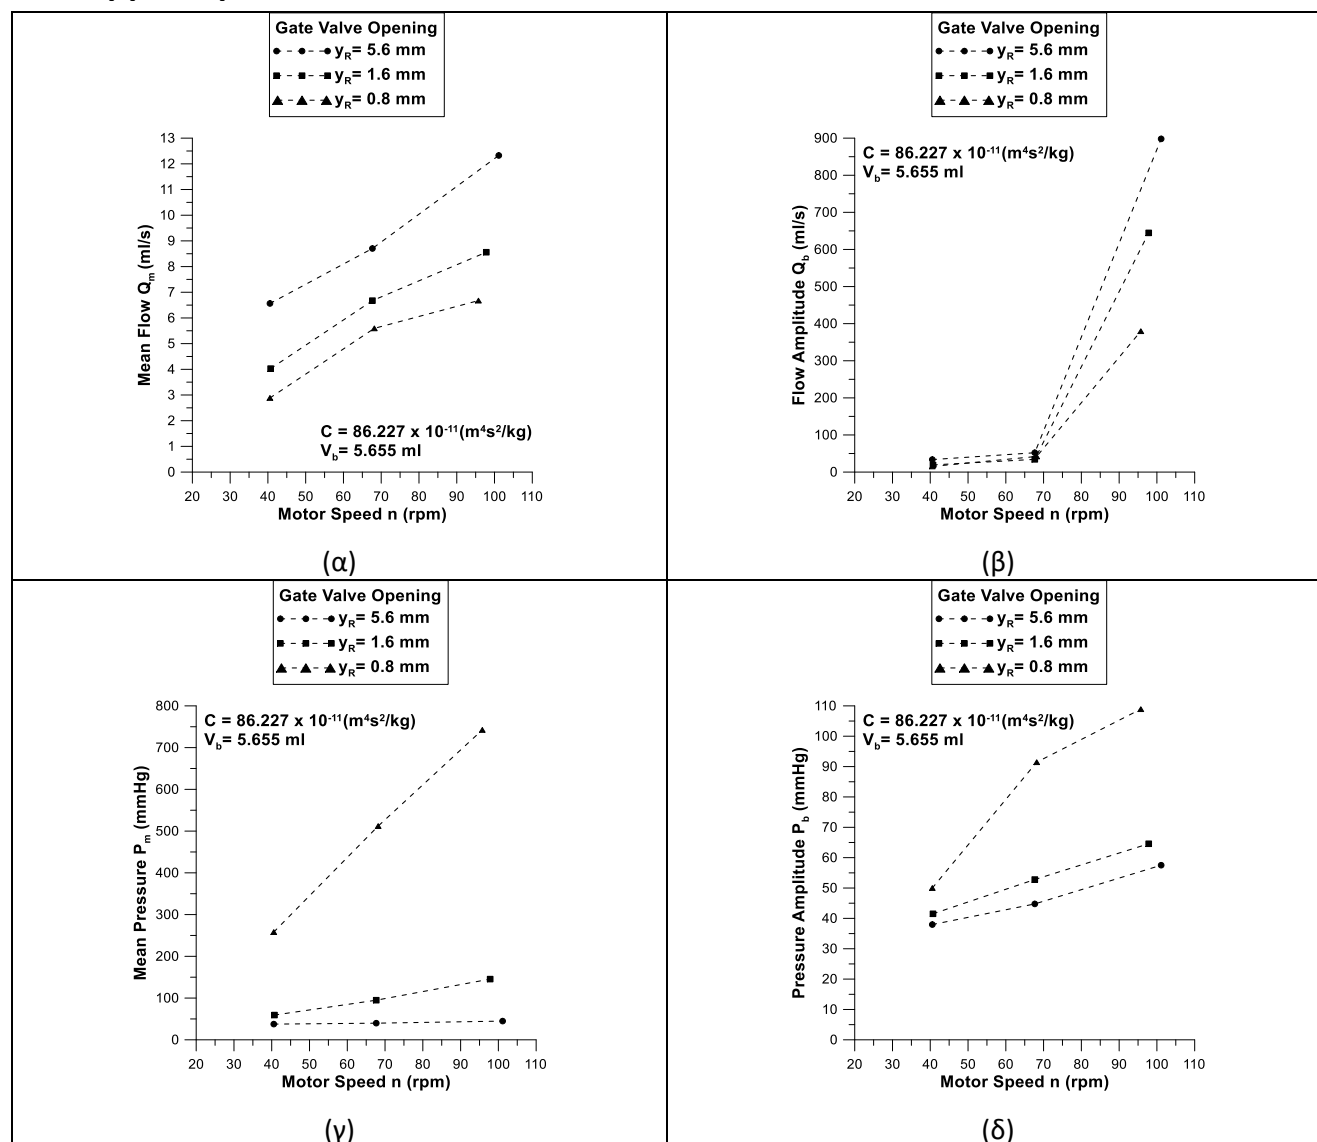 Gate Valve Opening
y_R= 5.6 mm
y_R= 1.6 mm
y_R= 0.8 mm
13
12
11
10
9
8
7
6
5
4
3
2
1
0
Mean Flow Q_m (ml/s)
C = 86.227 x 10⁻¹¹(m⁴s²/kg)
V_b= 5.655 ml
20 30 40 50 60 70 80 90 100 110
Motor Speed n (rpm)
(α)
Gate Valve Opening
y_R= 5.6 mm
y_R= 1.6 mm
y_R= 0.8 mm
C = 86.227 x 10⁻¹¹(m⁴s²/kg)
V_b= 5.655 ml
900
800
700
600
500
400
300
200
100
0
Flow Amplitude Q_b (ml/s)
20 30 40 50 60 70 80 90 100 110
Motor Speed n (rpm)
(β)
Gate Valve Opening
y_R= 5.6 mm
y_R= 1.6 mm
y_R= 0.8 mm
C = 86.227 x 10⁻¹¹(m⁴s²/kg)
V_b= 5.655 ml
800
700
600
500
400
300
200
100
0
Mean Pressure P_m (mmHg)
20 30 40 50 60 70 80 90 100 110
Motor Speed n (rpm)
(γ)
Gate Valve Opening
y_R= 5.6 mm
y_R= 1.6 mm
y_R= 0.8 mm
C = 86.227 x 10⁻¹¹(m⁴s²/kg)
V_b= 5.655 ml
110
100
90
80
70
60
50
40
30
20
10
0
Pressure Amplitude P_b (mmHg)
20 30 40 50 60 70 80 90 100 110
Motor Speed n (rpm)
(δ)